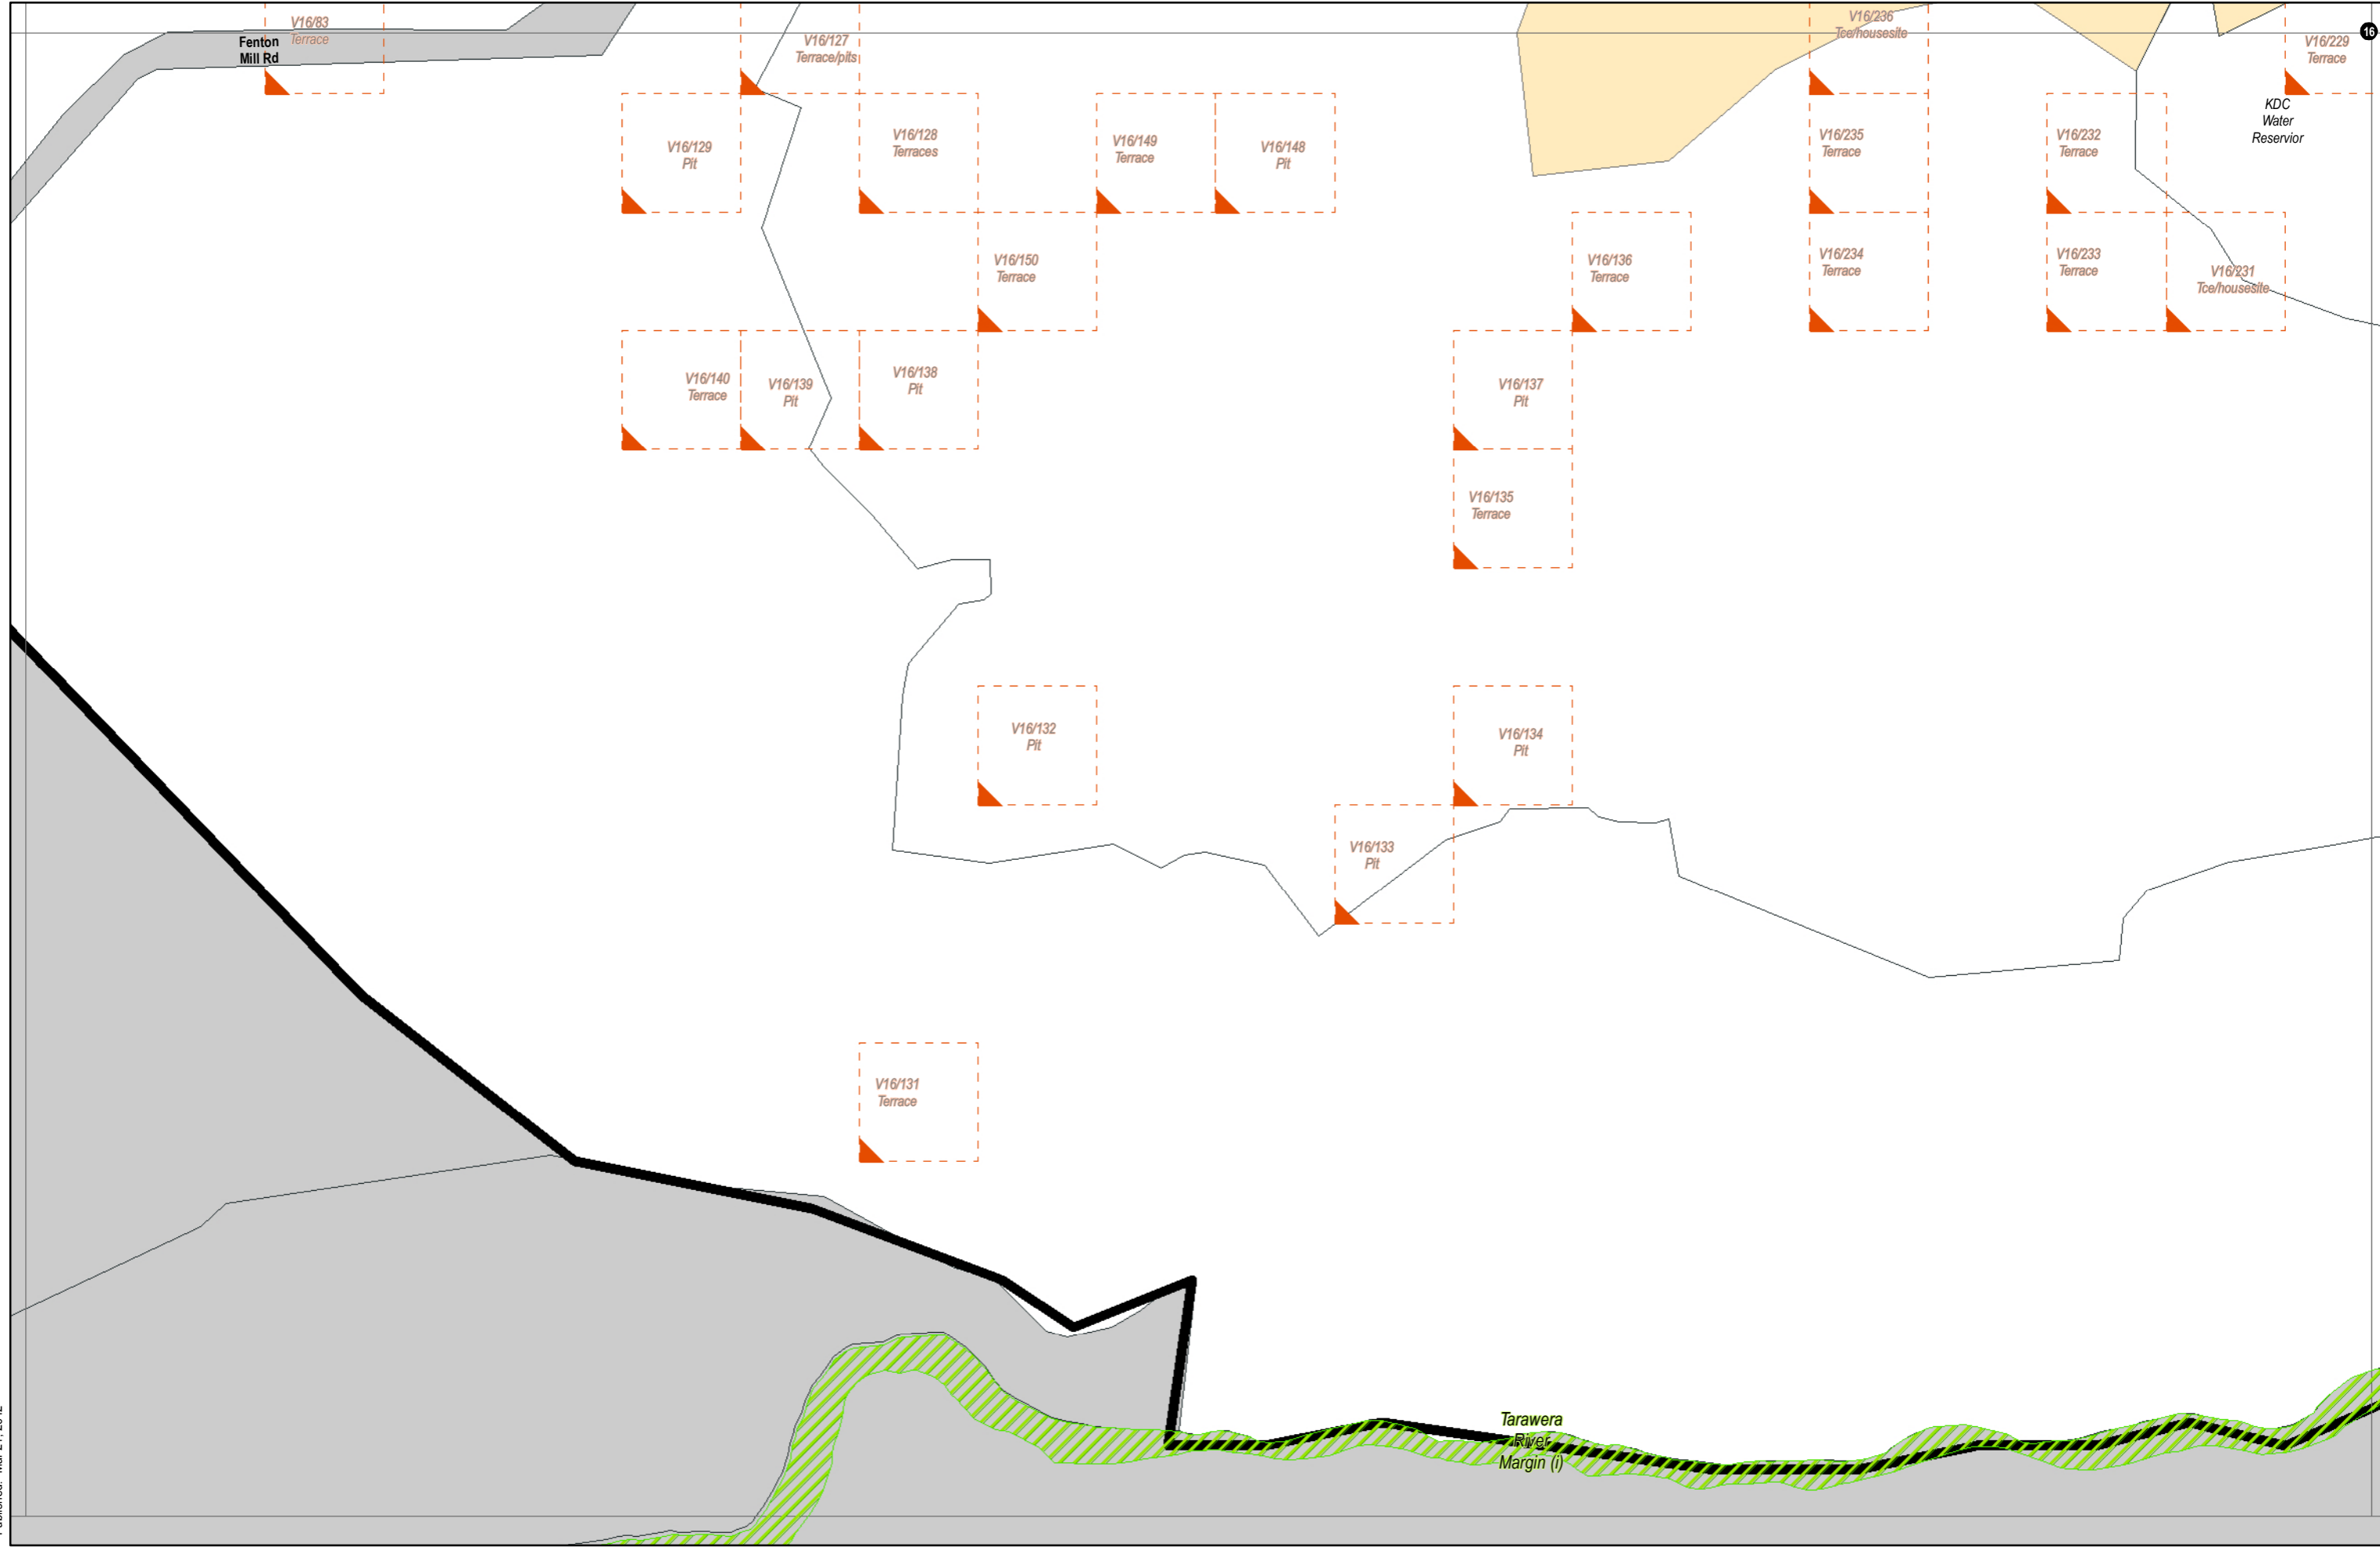 V16/83
Terrace
Fenton
Mill Rd
V16/127
Terrace/pits
V16/236
Tce/housesite
16
V16/229
Terrace
KDC
Water
Reservior
V16/129
Pit
V16/128
Terraces
V16/149
Terrace
V16/148
Pit
V16/235
Terrace
V16/232
Terrace
V16/150
Terrace
V16/136
Terrace
V16/234
Terrace
V16/233
Terrace
V16/231
Tce/housesite
V16/140
Terrace
V16/139
Pit
V16/138
Pit
V16/137
Pit
V16/135
Terrace
V16/132
Pit
V16/134
Pit
V16/133
Pit
V16/131
Terrace
Tarawera
River
Margin (i)